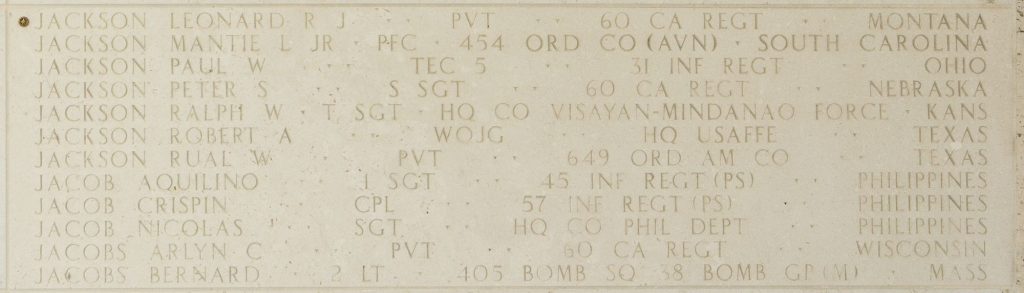 JACKSON LEONARD R J · PVT · · 60 CA REGT · · MONTANA
JACKSON MANTIE L JR · PFC · 454 ORD CO (AVN) · SOUTH CAROLINA
JACKSON PAUL W · · · TEC 5 · · · 31 INF REGT · · · OHIO
JACKSON PETER S · · S SGT · · · 60 CA REGT · · NEBRASKA
JACKSON RALPH W · T SGT · HQ CO VISAYAN-MINDANAO FORCE · KANS
JACKSON ROBERT A · · · WOJG · · · HQ USAFFE · · · TEXAS
JACKSON RUAL W · · · PVT · · · 649 ORD AM CO · · · TEXAS
JACOB AQUILINO · · 1 SGT · · · 45 INF REGT (PS) · · PHILIPPINES
JACOB CRISPIN · · · CPL · · · 57 INF REGT (PS) · · PHILIPPINES
JACOB NICOLAS J · · SGT · · · HQ CO PHIL DEPT · · PHILIPPINES
JACOBS ARLYN C · · · PVT · · · 60 CA REGT · · · WISCONSIN
JACOBS BERNARD · · 2 LT · · 405 BOMB SQ 38 BOMB GP (M) · · MASS